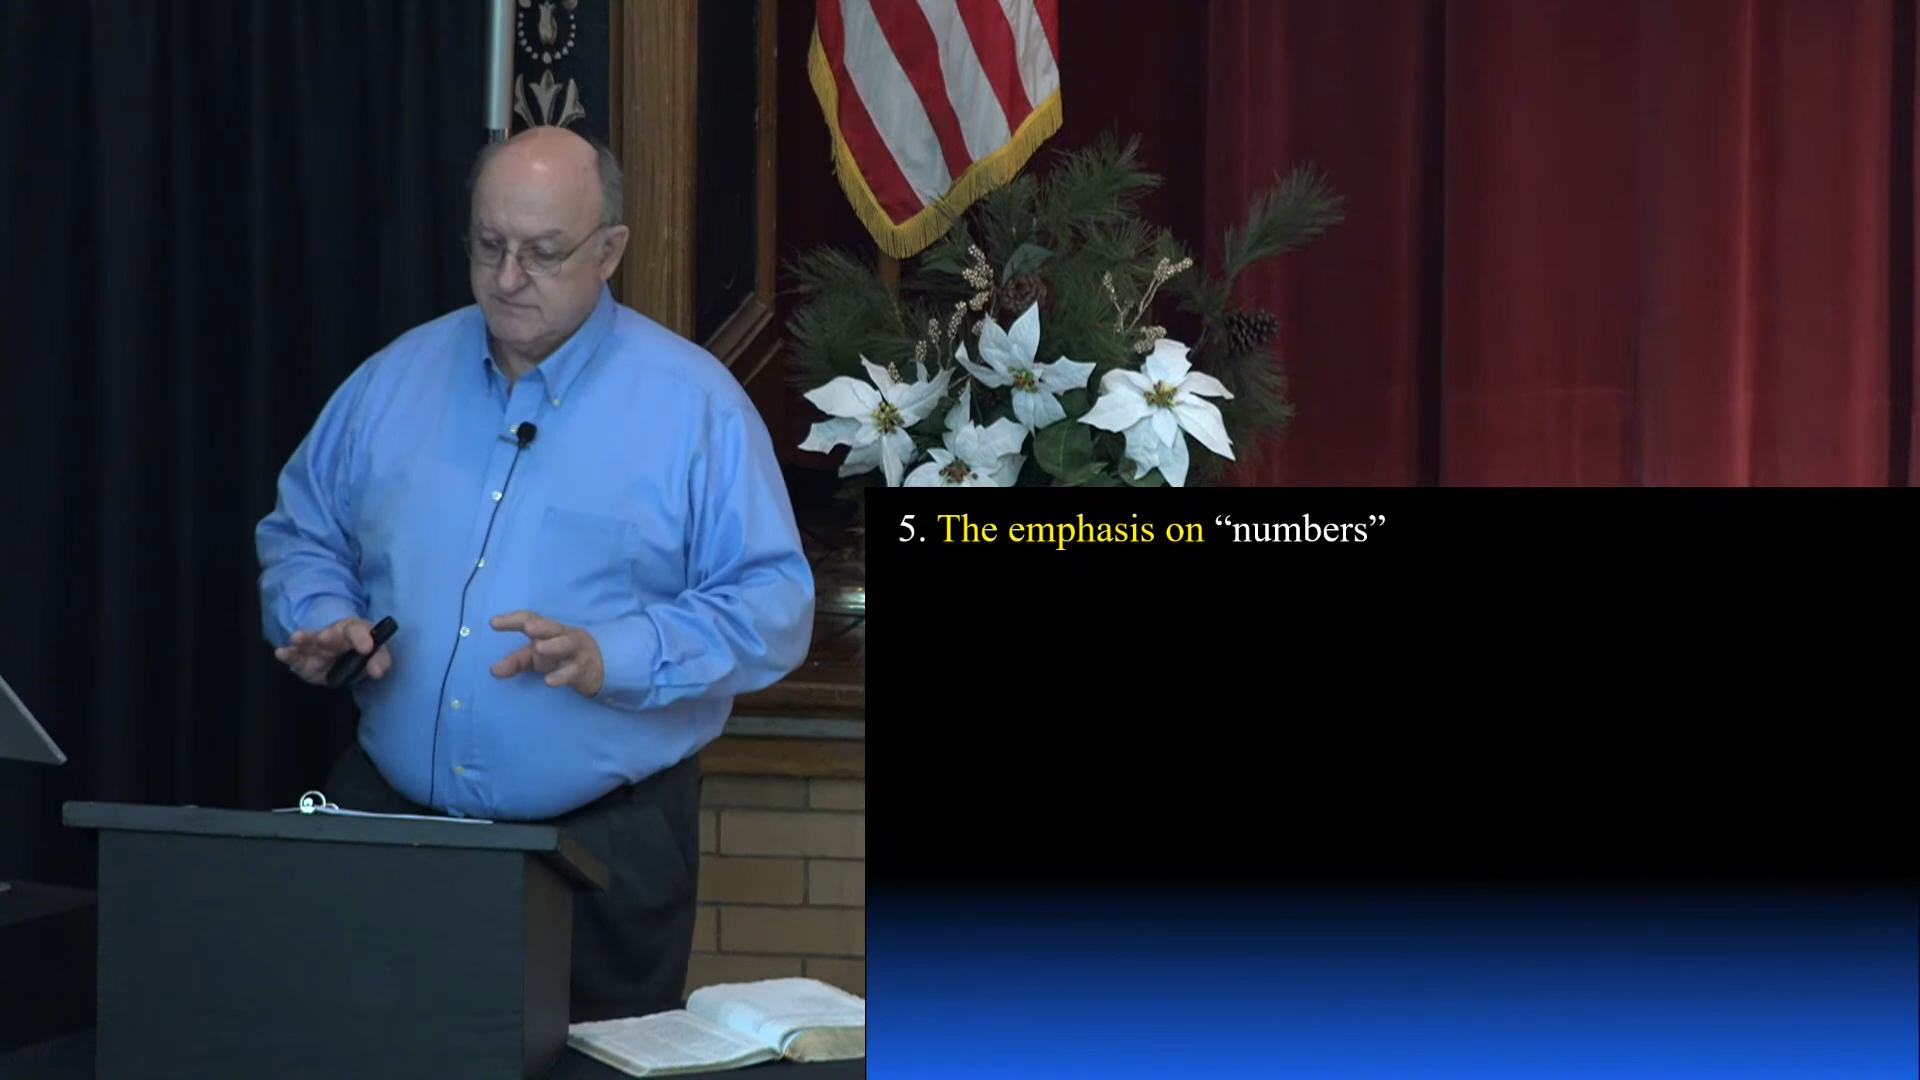 5. The emphasis on “numbers”